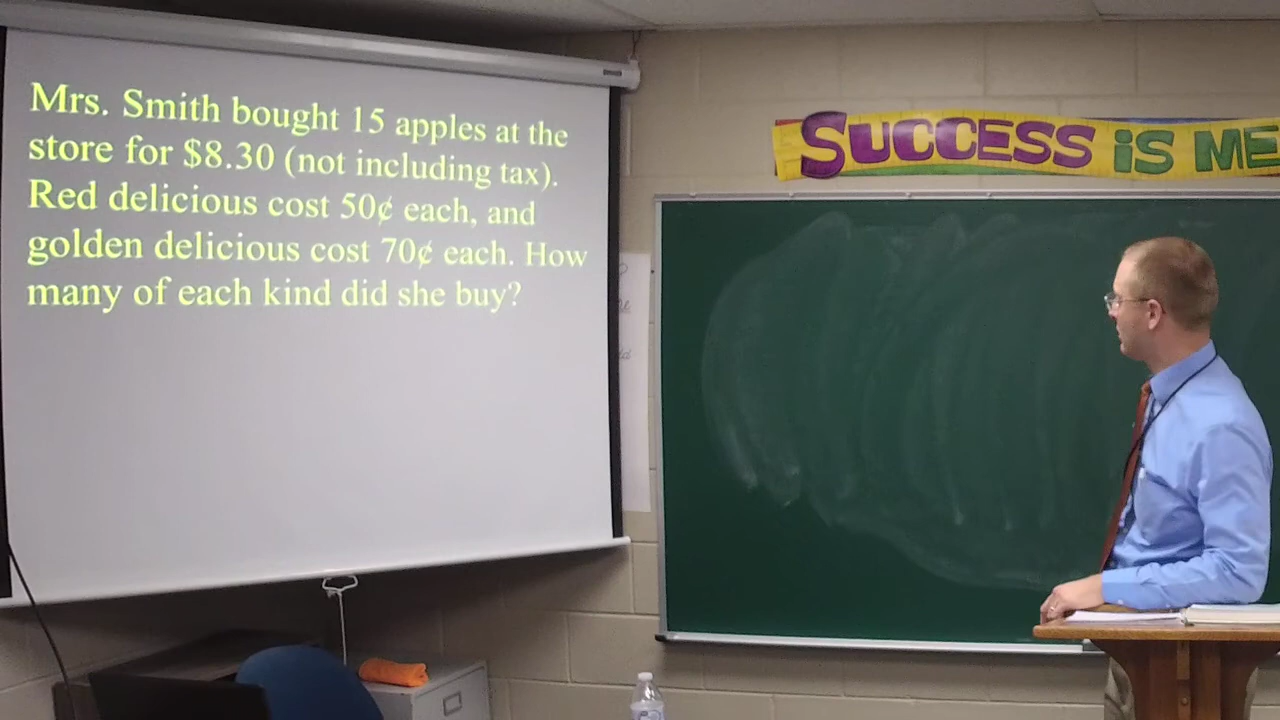 Mrs. Smith bought 15 apples at the
store for $8.30 (not including tax).
Red delicious cost 50¢ each, and
golden delicious cost 70¢ each. How
many of each kind did she buy?
SUCCESS iS ME